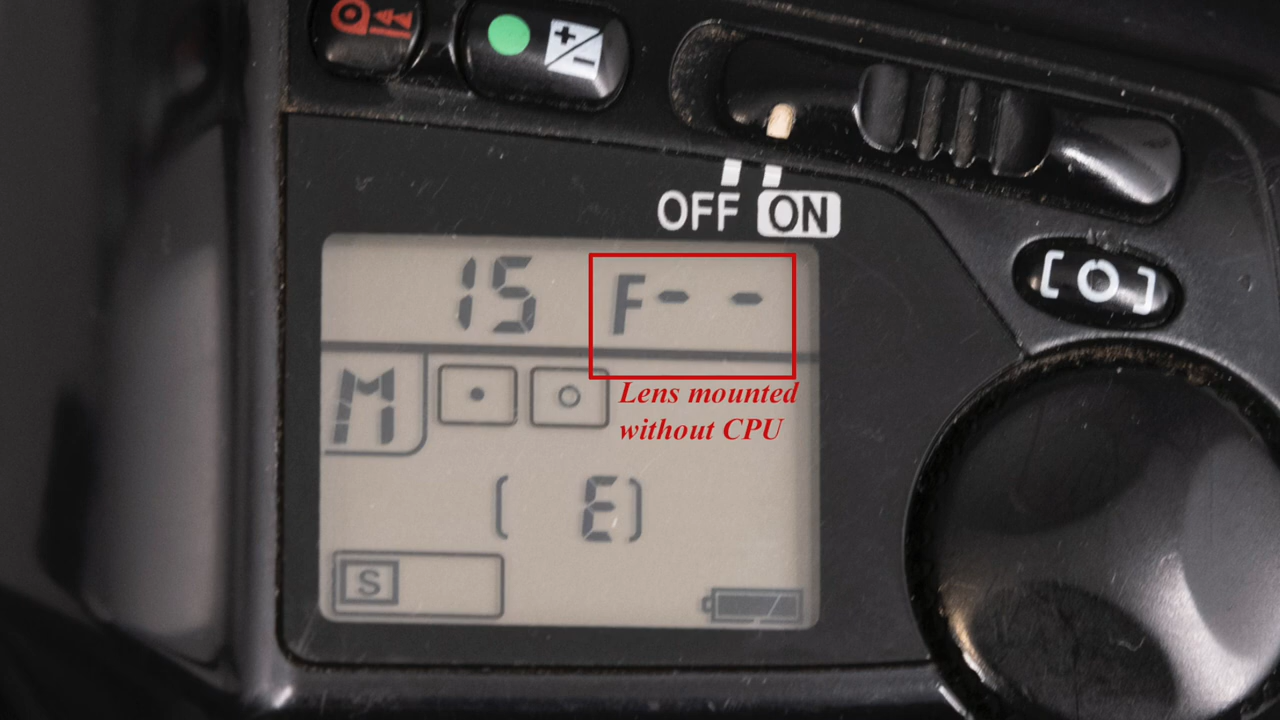 + -
OFF ON
[ ]
15 F- -
M
Lens mounted
without CPU
( E)
S